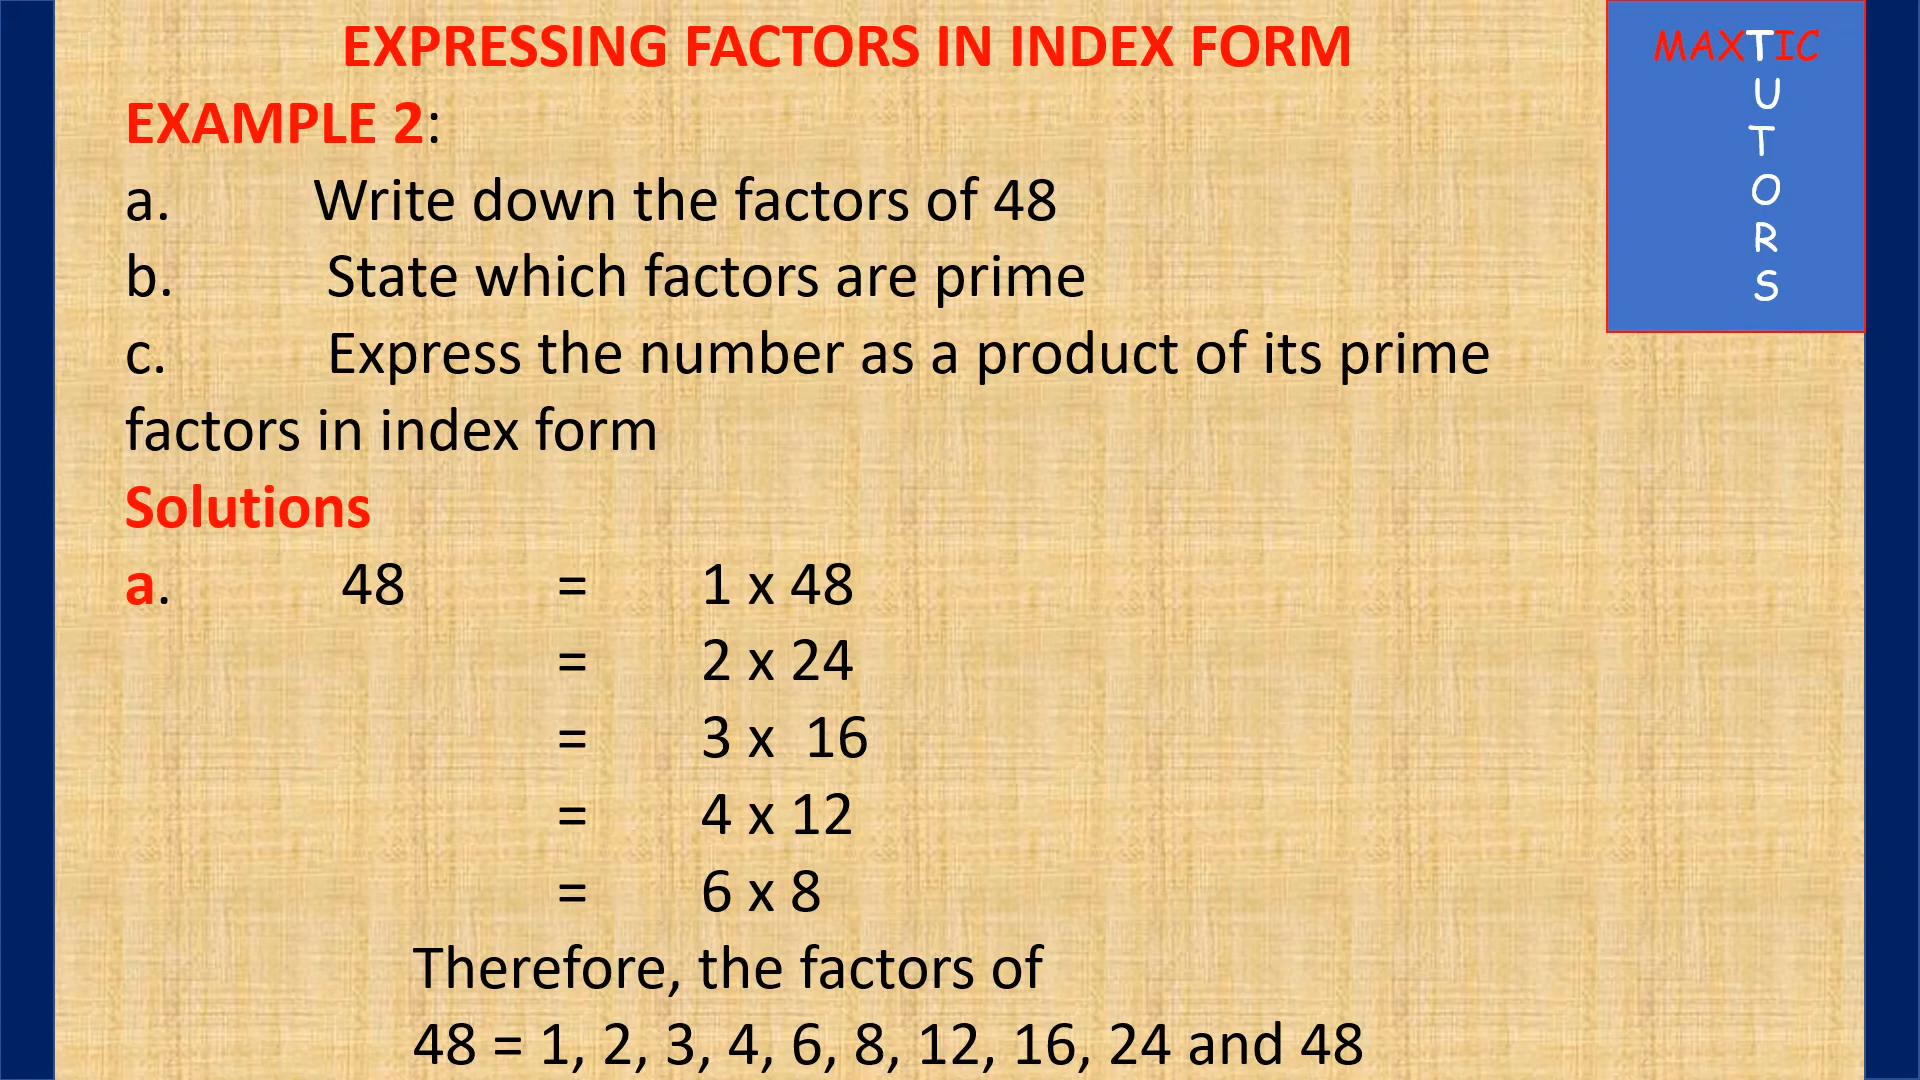 EXPRESSING FACTORS IN INDEX FORM
EXAMPLE 2:
a. Write down the factors of 48
b. State which factors are prime
c. Express the number as a product of its prime
factors in index form
Solutions
a. 48 = 1 x 48
= 2 x 24
= 3 x 16
= 4 x 12
= 6 x 8
Therefore, the factors of
48 = 1, 2, 3, 4, 6, 8, 12, 16, 24 and 48
MAXTIC
U
T
O
R
S